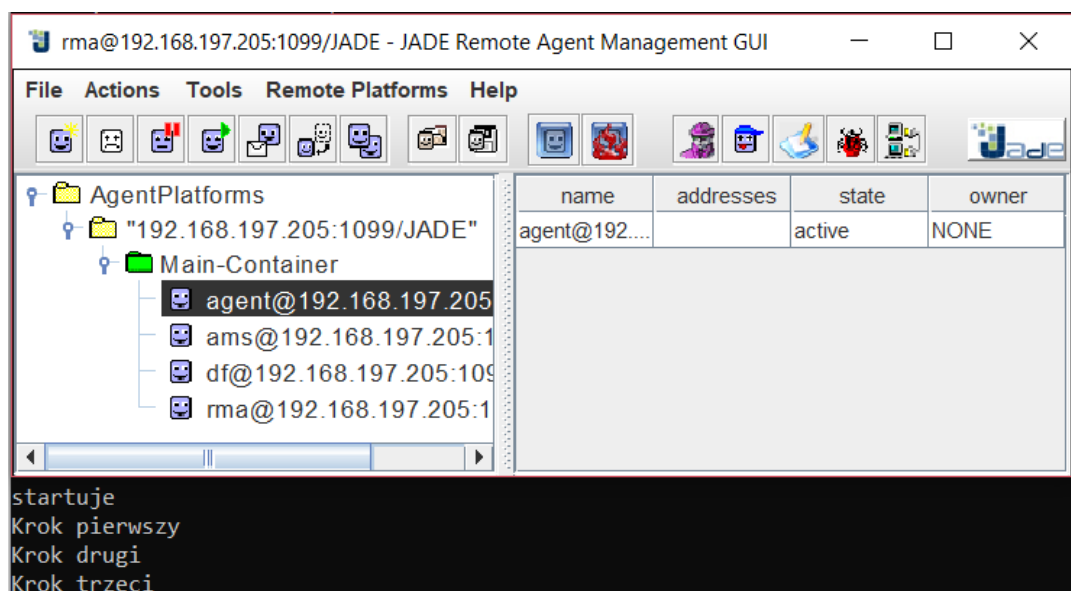 rma@192.168.197.205:1099/JADE - JADE Remote Agent Management GUI
File Actions Tools Remote Platforms Help
Jade
AgentPlatforms
"192.168.197.205:1099/JADE"
Main-Container
agent@192.168.197.205
ams@192.168.197.205:1
df@192.168.197.205:109
rma@192.168.197.205:1
name addresses state owner
agent@192.... active NONE
startuje
Krok pierwszy
Krok drugi
Krok trzeci